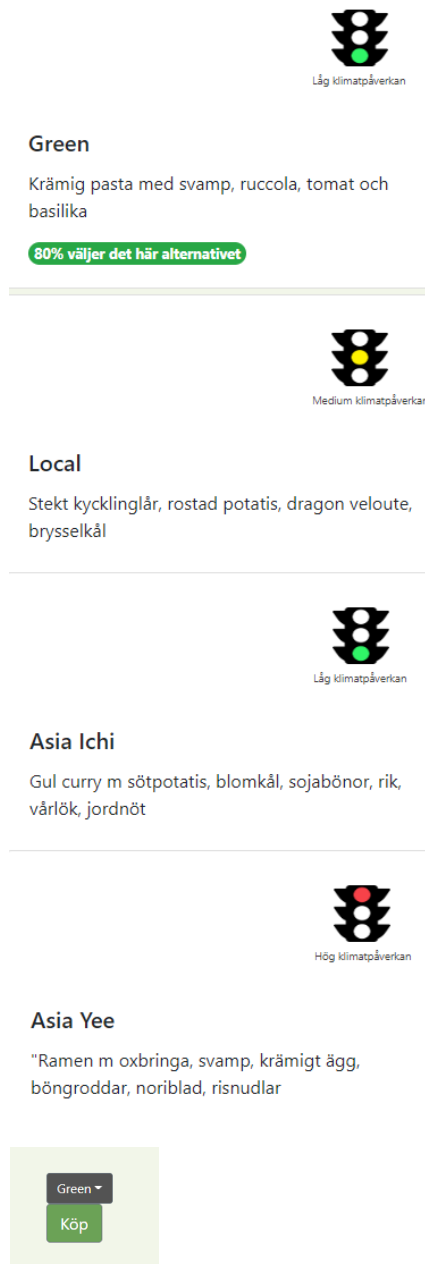 Låg klimatpåverkan
Green
Krämig pasta med svamp, ruccola, tomat och
basilika
80% väljer det här alternativet
Medium klimatpåverkan
Local
Stekt kycklinglår, rostad potatis, dragon veloute,
brysselkål
Låg klimatpåverkan
Asia Ichi
Gul curry m sötpotatis, blomkål, sojabönor, rik,
vårlök, jordnöt
Hög klimatpåverkan
Asia Yee
"Ramen m oxbringa, svamp, krämigt ägg,
böngroddar, noriblad, risnudlar
Green
Köp